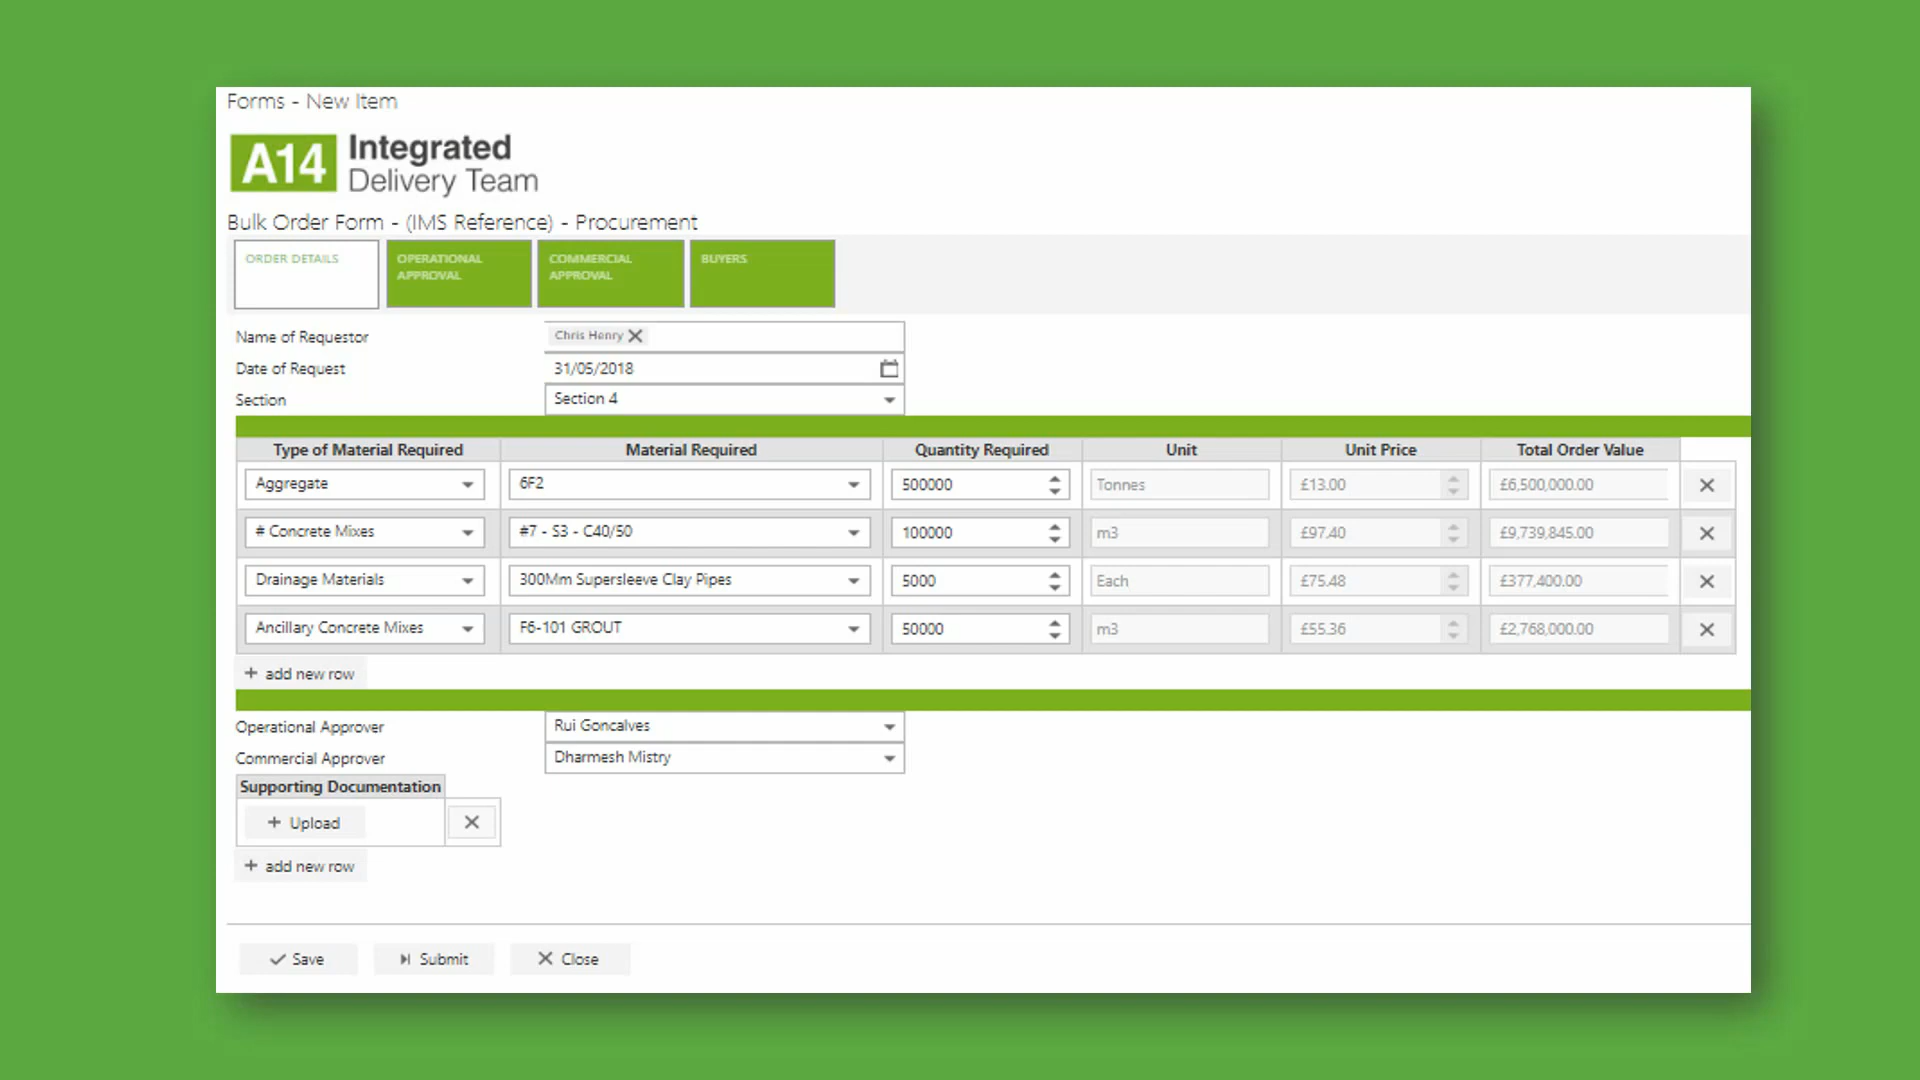 Forms - New Item
A14 Integrated
Delivery Team
Bulk Order Form - (IMS Reference) - Procurement
ORDER DETAILS OPERATIONAL APPROVAL COMMERCIAL APPROVAL BUYERS
Name of Requestor Chris Henry
Date of Request 31/05/2018
Section Section 4
Type of Material Required Material Required Quantity Required Unit Unit Price Total Order Value
Aggregate 6F2 500000 Tonnes £13.00 £6,500,000.00
# Concrete Mixes #7 - S3 - C40/50 100000 m3 £97.40 £9,739,845.00
Drainage Materials 300Mm Supersleeve Clay Pipes 5000 Each £75.48 £377,400.00
Ancillary Concrete Mixes F6-101 GROUT 50000 m3 £55.36 £2,768,000.00
+ add new row
Operational Approver Rui Goncalves
Commercial Approver Dharmesh Mistry
Supporting Documentation
+ Upload
+ add new row
Save Submit Close